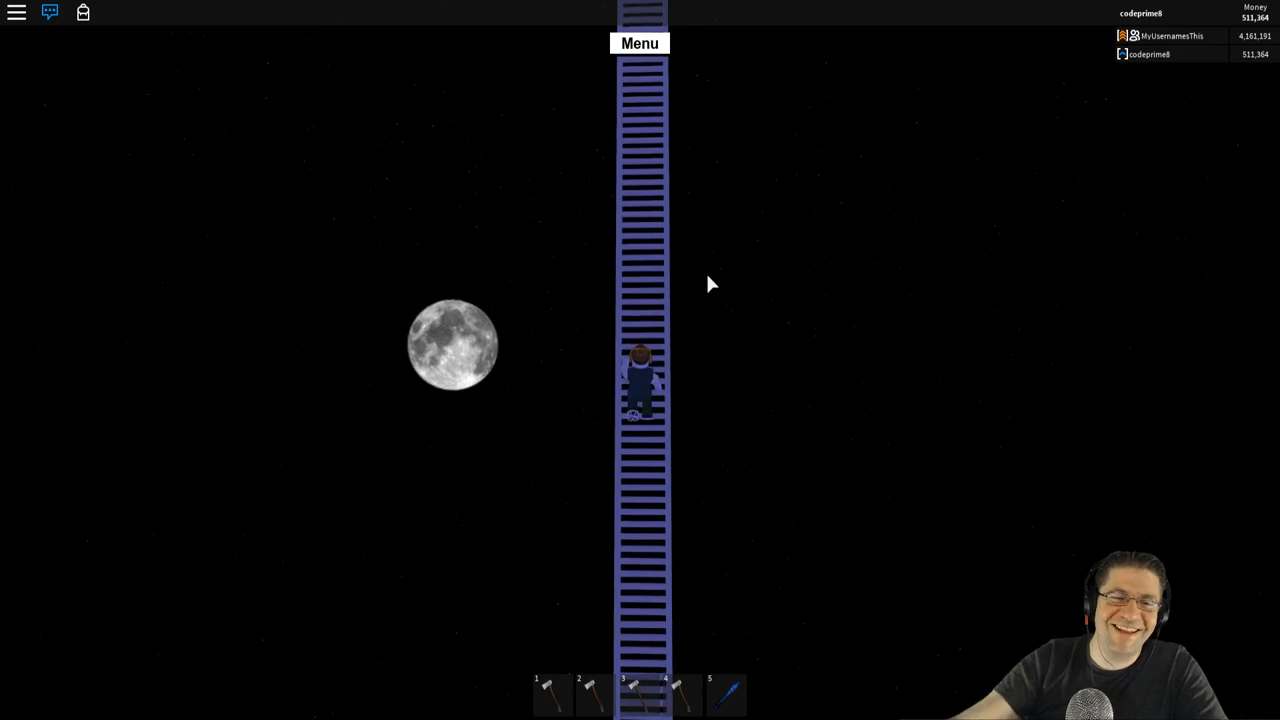 codeprime8
Money
511,364
MyUsernamesThis 4,161,191
codeprime8 511,364
Menu
1 2 3 4 5